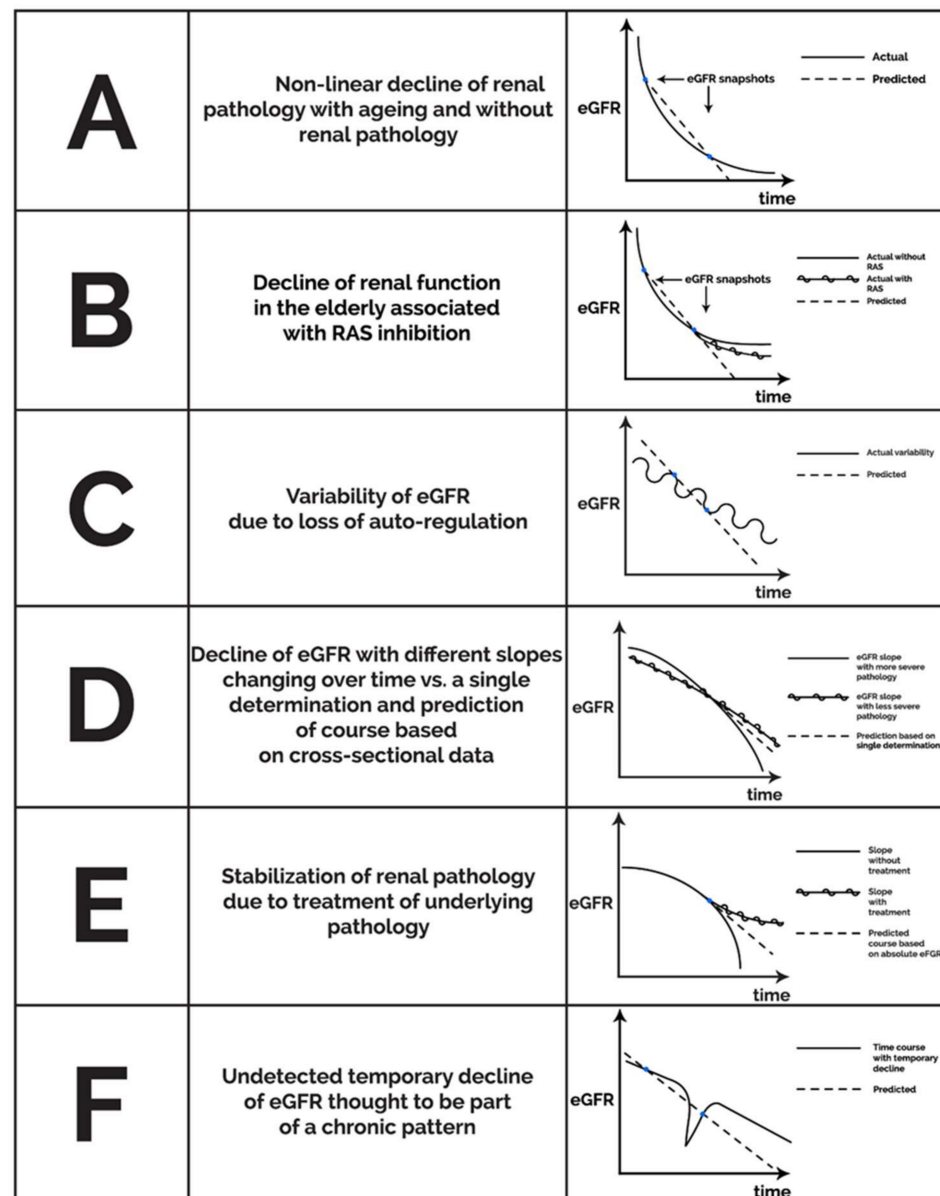 A
Non-linear decline of renal
pathology with ageing and without
renal pathology
eGFR
eGFR snapshots
time
Actual
Predicted
B
Decline of renal function
in the elderly associated
with RAS inhibition
eGFR
eGFR snapshots
time
Actual without
RAS
Actual with
RAS
Predicted
C
Variability of eGFR
due to loss of auto-regulation
eGFR
time
Actual variability
Predicted
D
Decline of eGFR with different slopes
changing over time vs. a single
determination and prediction
of course based
on cross-sectional data
eGFR
time
eGFR slope
with more severe
pathology
eGFR slope
with less severe
pathology
Prediction based on
single determination
E
Stabilization of renal pathology
due to treatment of underlying
pathology
eGFR
time
Slope
without
treatment
Slope
with
treatment
Predicted
course based
on absolute eFGR
F
Undetected temporary decline
of eGFR thought to be part
of a chronic pattern
eGFR
time
Time course
with temporary
decline
Predicted